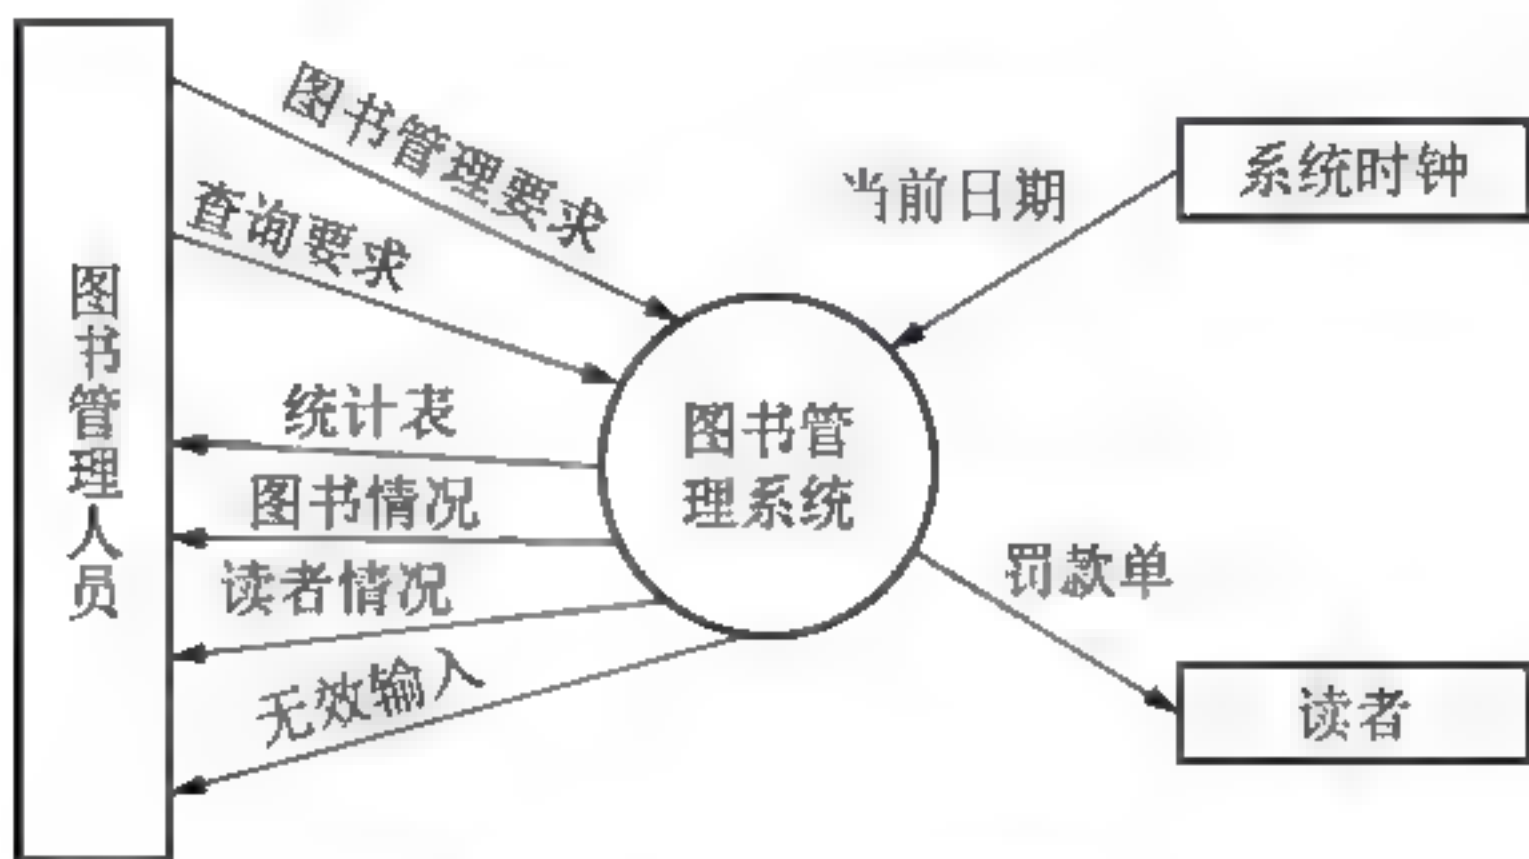 图书管理要求
查询要求
当前日期
系统时钟
图书管理人员
统计表
图书情况
读者情况
无效输入
图书管
理系统
罚款单
读者